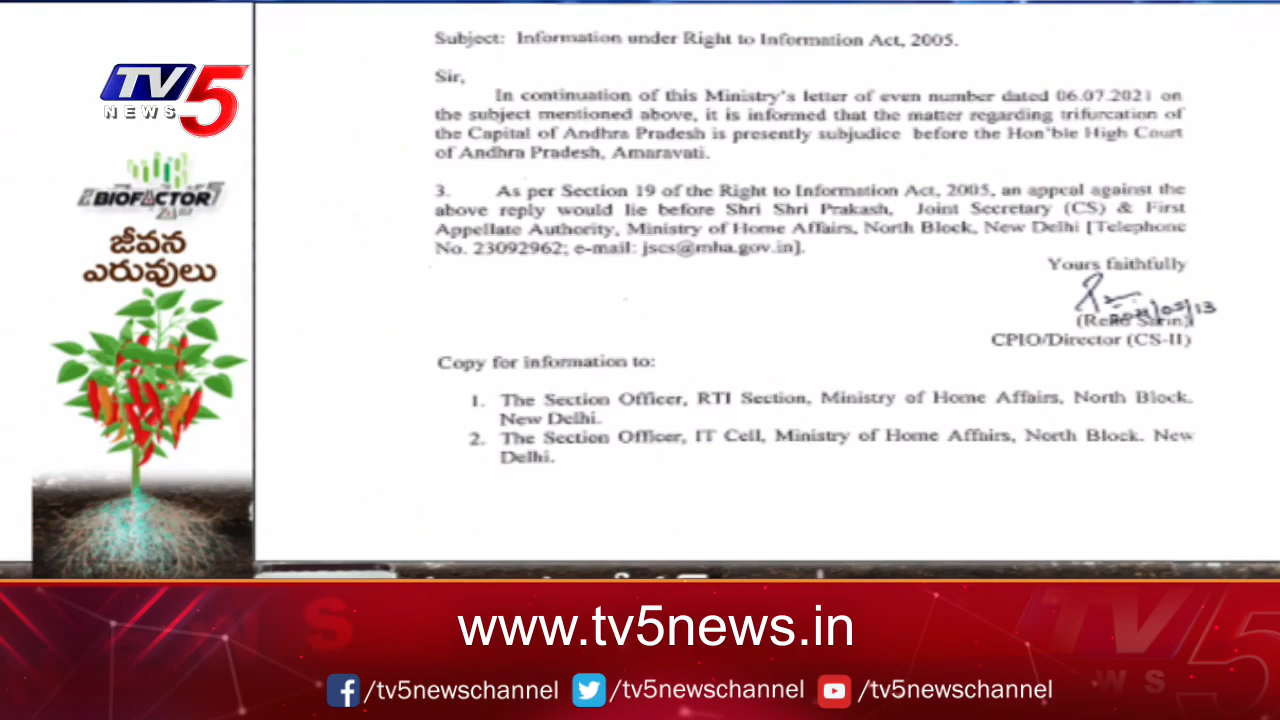 TV5
NEWS
BIOFACTOR
జీవన
ఎరువులు
Subject: Information under Right to Information Act, 2005.
Sir,
In continuation of this Ministry's letter of even number dated 06.07.2021 on
the subject mentioned above, it is informed that the matter regarding trifurcation of
the Capital of Andhra Pradesh is presently subjudice before the Hon'ble High Court
of Andhra Pradesh, Amaravati.
3. As per Section 19 of the Right to Information Act, 2005, an appeal against the
above reply would lie before Shri Shri Prakash, Joint Secretary (CS) & First
Appellate Authority, Ministry of Home Affairs, North Block, New Delhi [Telephone
No. 23092962; e-mail: jscs@mha.gov.in].
Yours faithfully
(Renu Sarin)
CPIO/Director (CS-II)
Copy for information to:
1. The Section Officer, RTI Section, Ministry of Home Affairs, North Block,
New Delhi.
2. The Section Officer, IT Cell, Ministry of Home Affairs, North Block. New
Delhi.
www.tv5news.in
/tv5newschannel /tv5newschannel /tv5newschannel